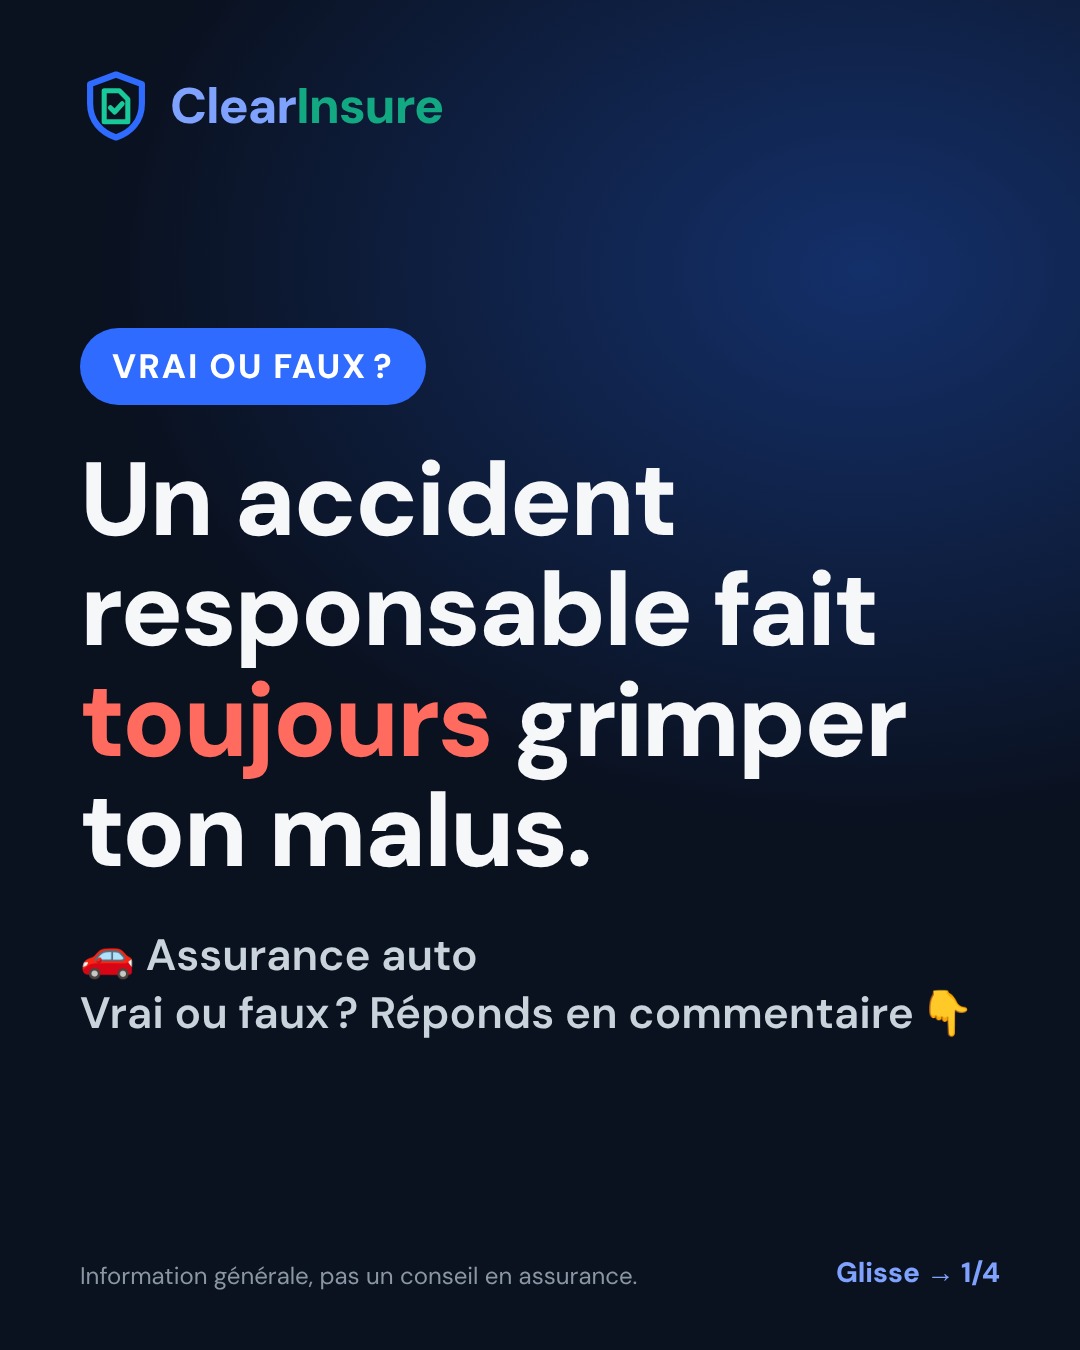 ClearInsure
VRAI OU FAUX ?
Un accident
responsable fait
toujours grimper
ton malus.
🚗 Assurance auto
Vrai ou faux ? Réponds en commentaire 👇
Information générale, pas un conseil en assurance.
Glisse → 1/4